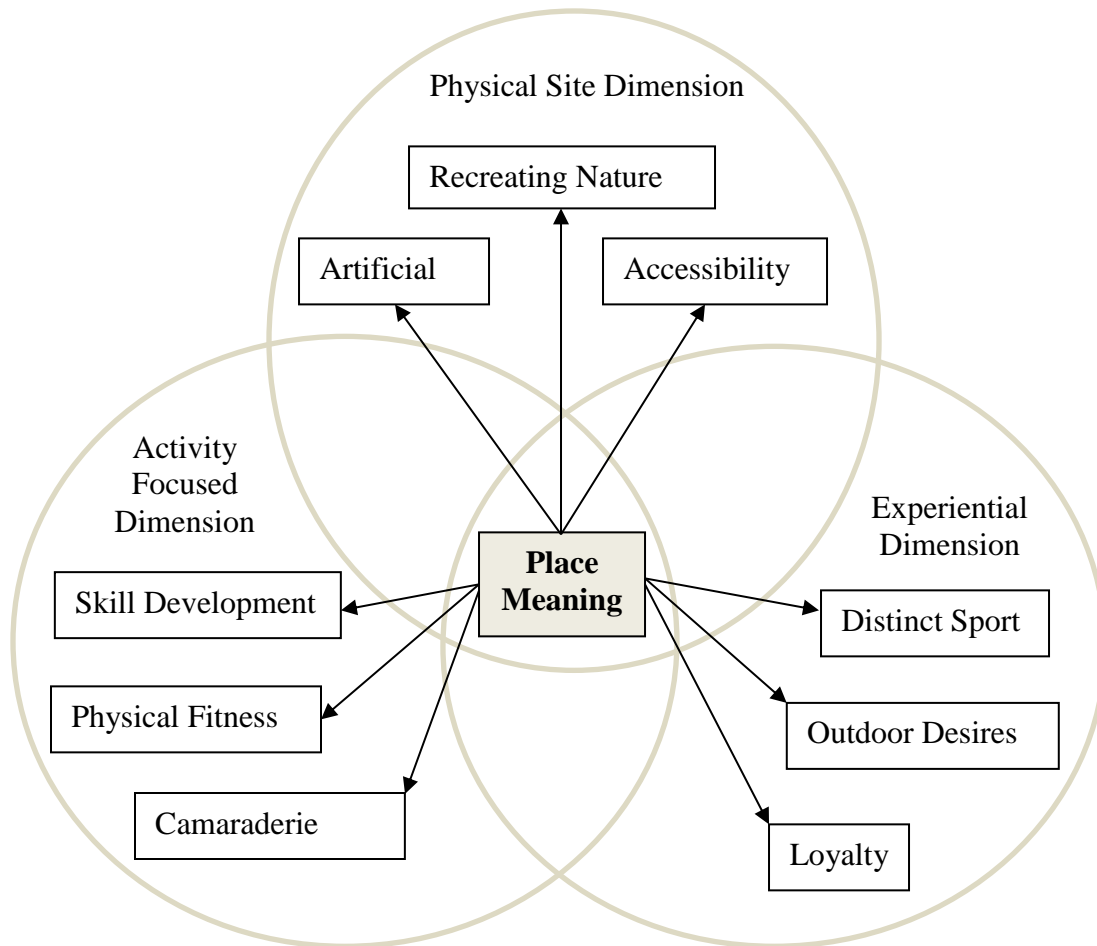 Physical Site Dimension
Recreating Nature
Artificial
Accessibility
Activity
Focused
Dimension
Experiential
Dimension
Place
Meaning
Skill Development
Distinct Sport
Physical Fitness
Outdoor Desires
Camaraderie
Loyalty